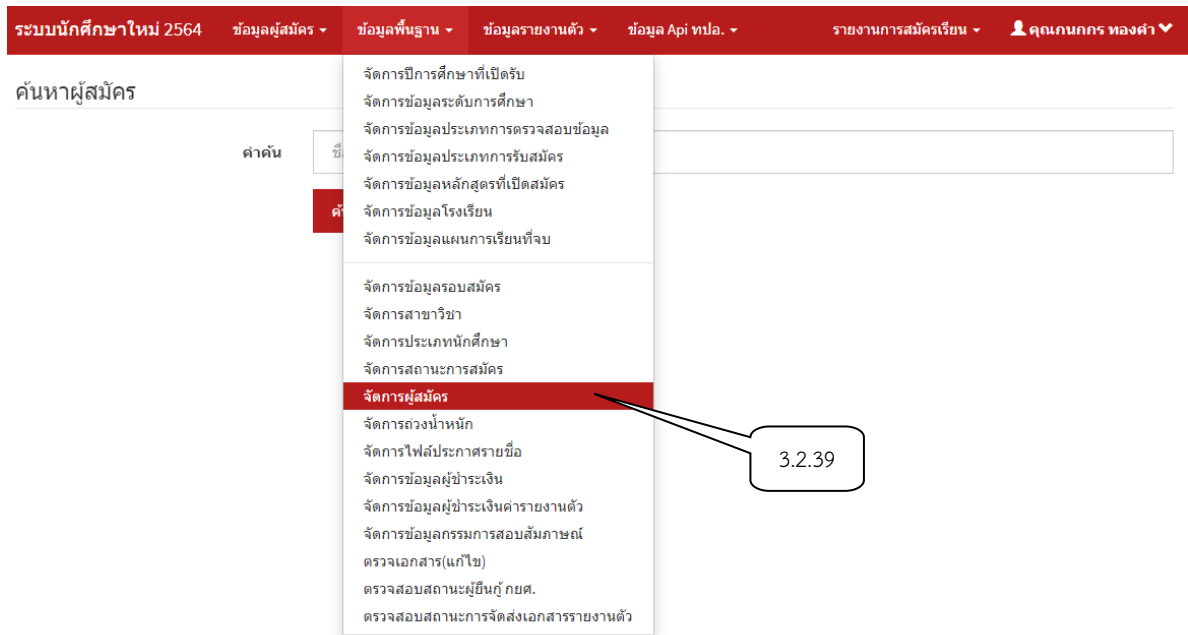 ระบบนักศึกษาใหม่ 2564 ข้อมูลผู้สมัคร ข้อมูลพื้นฐาน ข้อมูลรายงานตัว ข้อมูล Api ทปอ. รายงานการสมัครเรียน คุณกนกกร ทองคำ
ค้นหาผู้สมัคร
คำค้น
จัดการปีการศึกษาที่เปิดรับ
จัดการข้อมูลระดับการศึกษา
จัดการข้อมูลประเภทการตรวจสอบข้อมูล
จัดการข้อมูลประเภทการรับสมัคร
จัดการข้อมูลหลักสูตรที่เปิดสมัคร
จัดการข้อมูลโรงเรียน
จัดการข้อมูลแผนการเรียนที่จบ
จัดการข้อมูลรอบสมัคร
จัดการสาขาวิชา
จัดการประเภทนักศึกษา
จัดการสถานะการสมัคร
จัดการผู้สมัคร
จัดการถ่วงน้ำหนัก
จัดการไฟล์ประกาศรายชื่อ
จัดการข้อมูลผู้ชำระเงิน
จัดการข้อมูลผู้ชำระเงินค่ารายงานตัว
จัดการข้อมูลกรรมการสอบสัมภาษณ์
ตรวจเอกสาร(แก้ไข)
ตรวจสอบสถานะผู้ยืนกู้ กยศ.
ตรวจสอบสถานะการจัดส่งเอกสารรายงานตัว
3.2.39